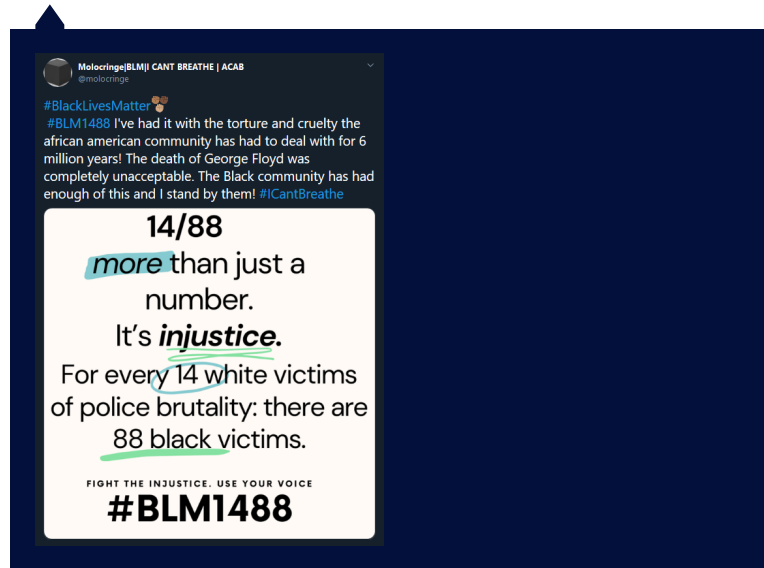 Molocringe|BLM|I CANT BREATHE | ACAB
@molocringe
#BlackLivesMatter
#BLM1488 I've had it with the torture and cruelty the
african american community has had to deal with for 6
million years! The death of George Floyd was
completely unacceptable. The Black community has had
enough of this and I stand by them! #ICantBreathe
14/88
more than just a
number.
It's injustice.
For every 14 white victims
of police brutality: there are
88 black victims.
FIGHT THE INJUSTICE. USE YOUR VOICE
#BLM1488